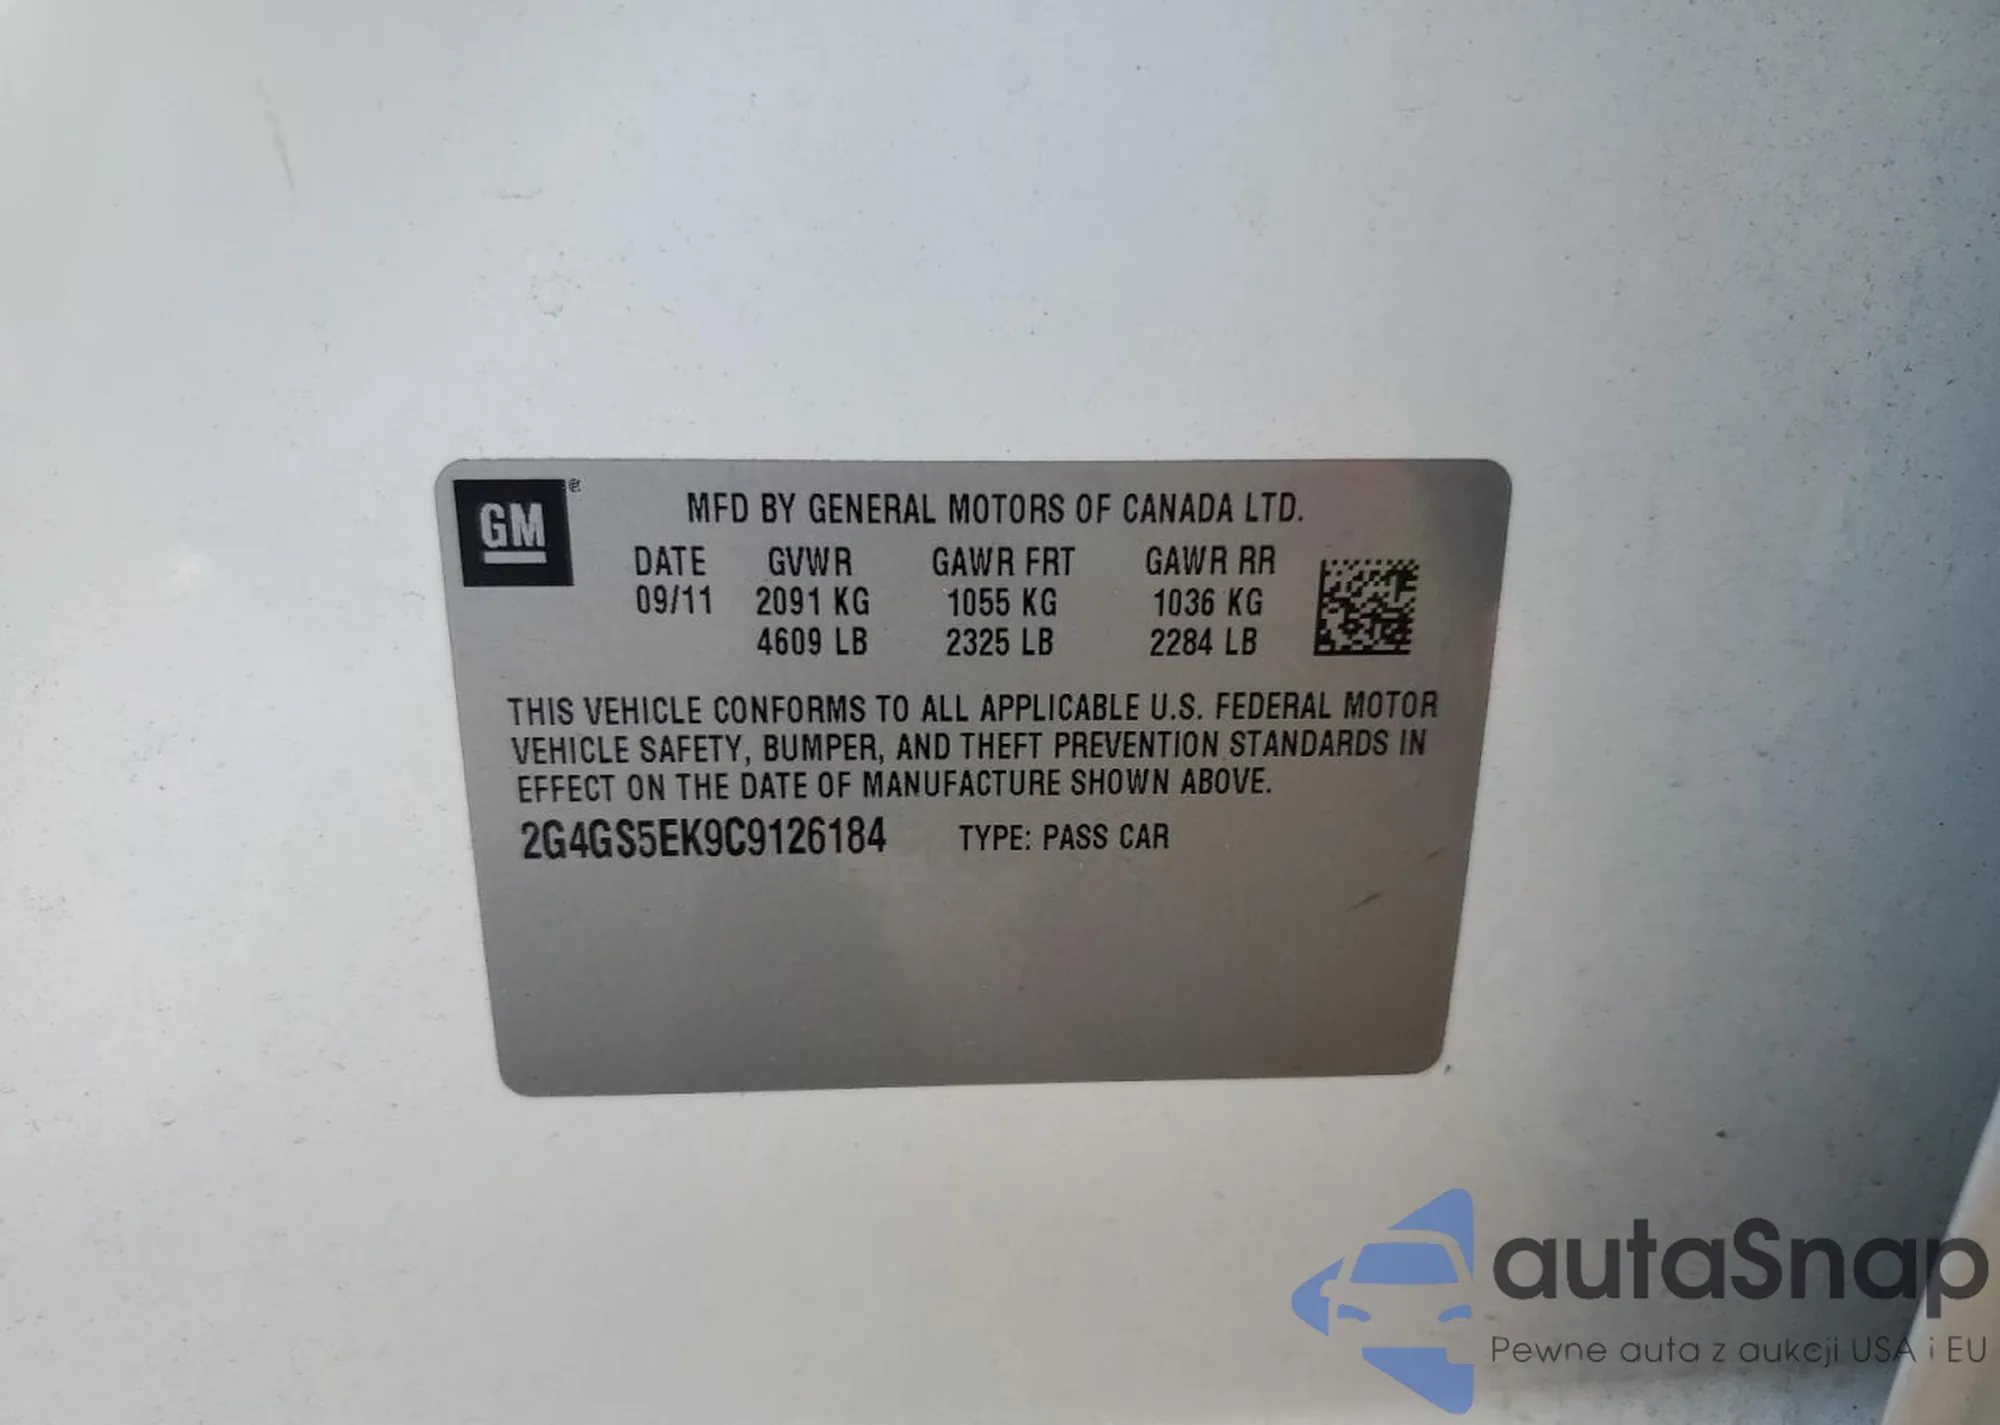 GM
MFD BY GENERAL MOTORS OF CANADA LTD.
DATE GVWR GAWR FRT GAWR RR
09/11 2091 KG 1055 KG 1036 KG
4609 LB 2325 LB 2284 LB
THIS VEHICLE CONFORMS TO ALL APPLICABLE U.S. FEDERAL MOTOR
VEHICLE SAFETY, BUMPER, AND THEFT PREVENTION STANDARDS IN
EFFECT ON THE DATE OF MANUFACTURE SHOWN ABOVE.
2G4GS5EK9C9126184 TYPE: PASS CAR
autaSnap
Pewne auta z aukcji USA i EU